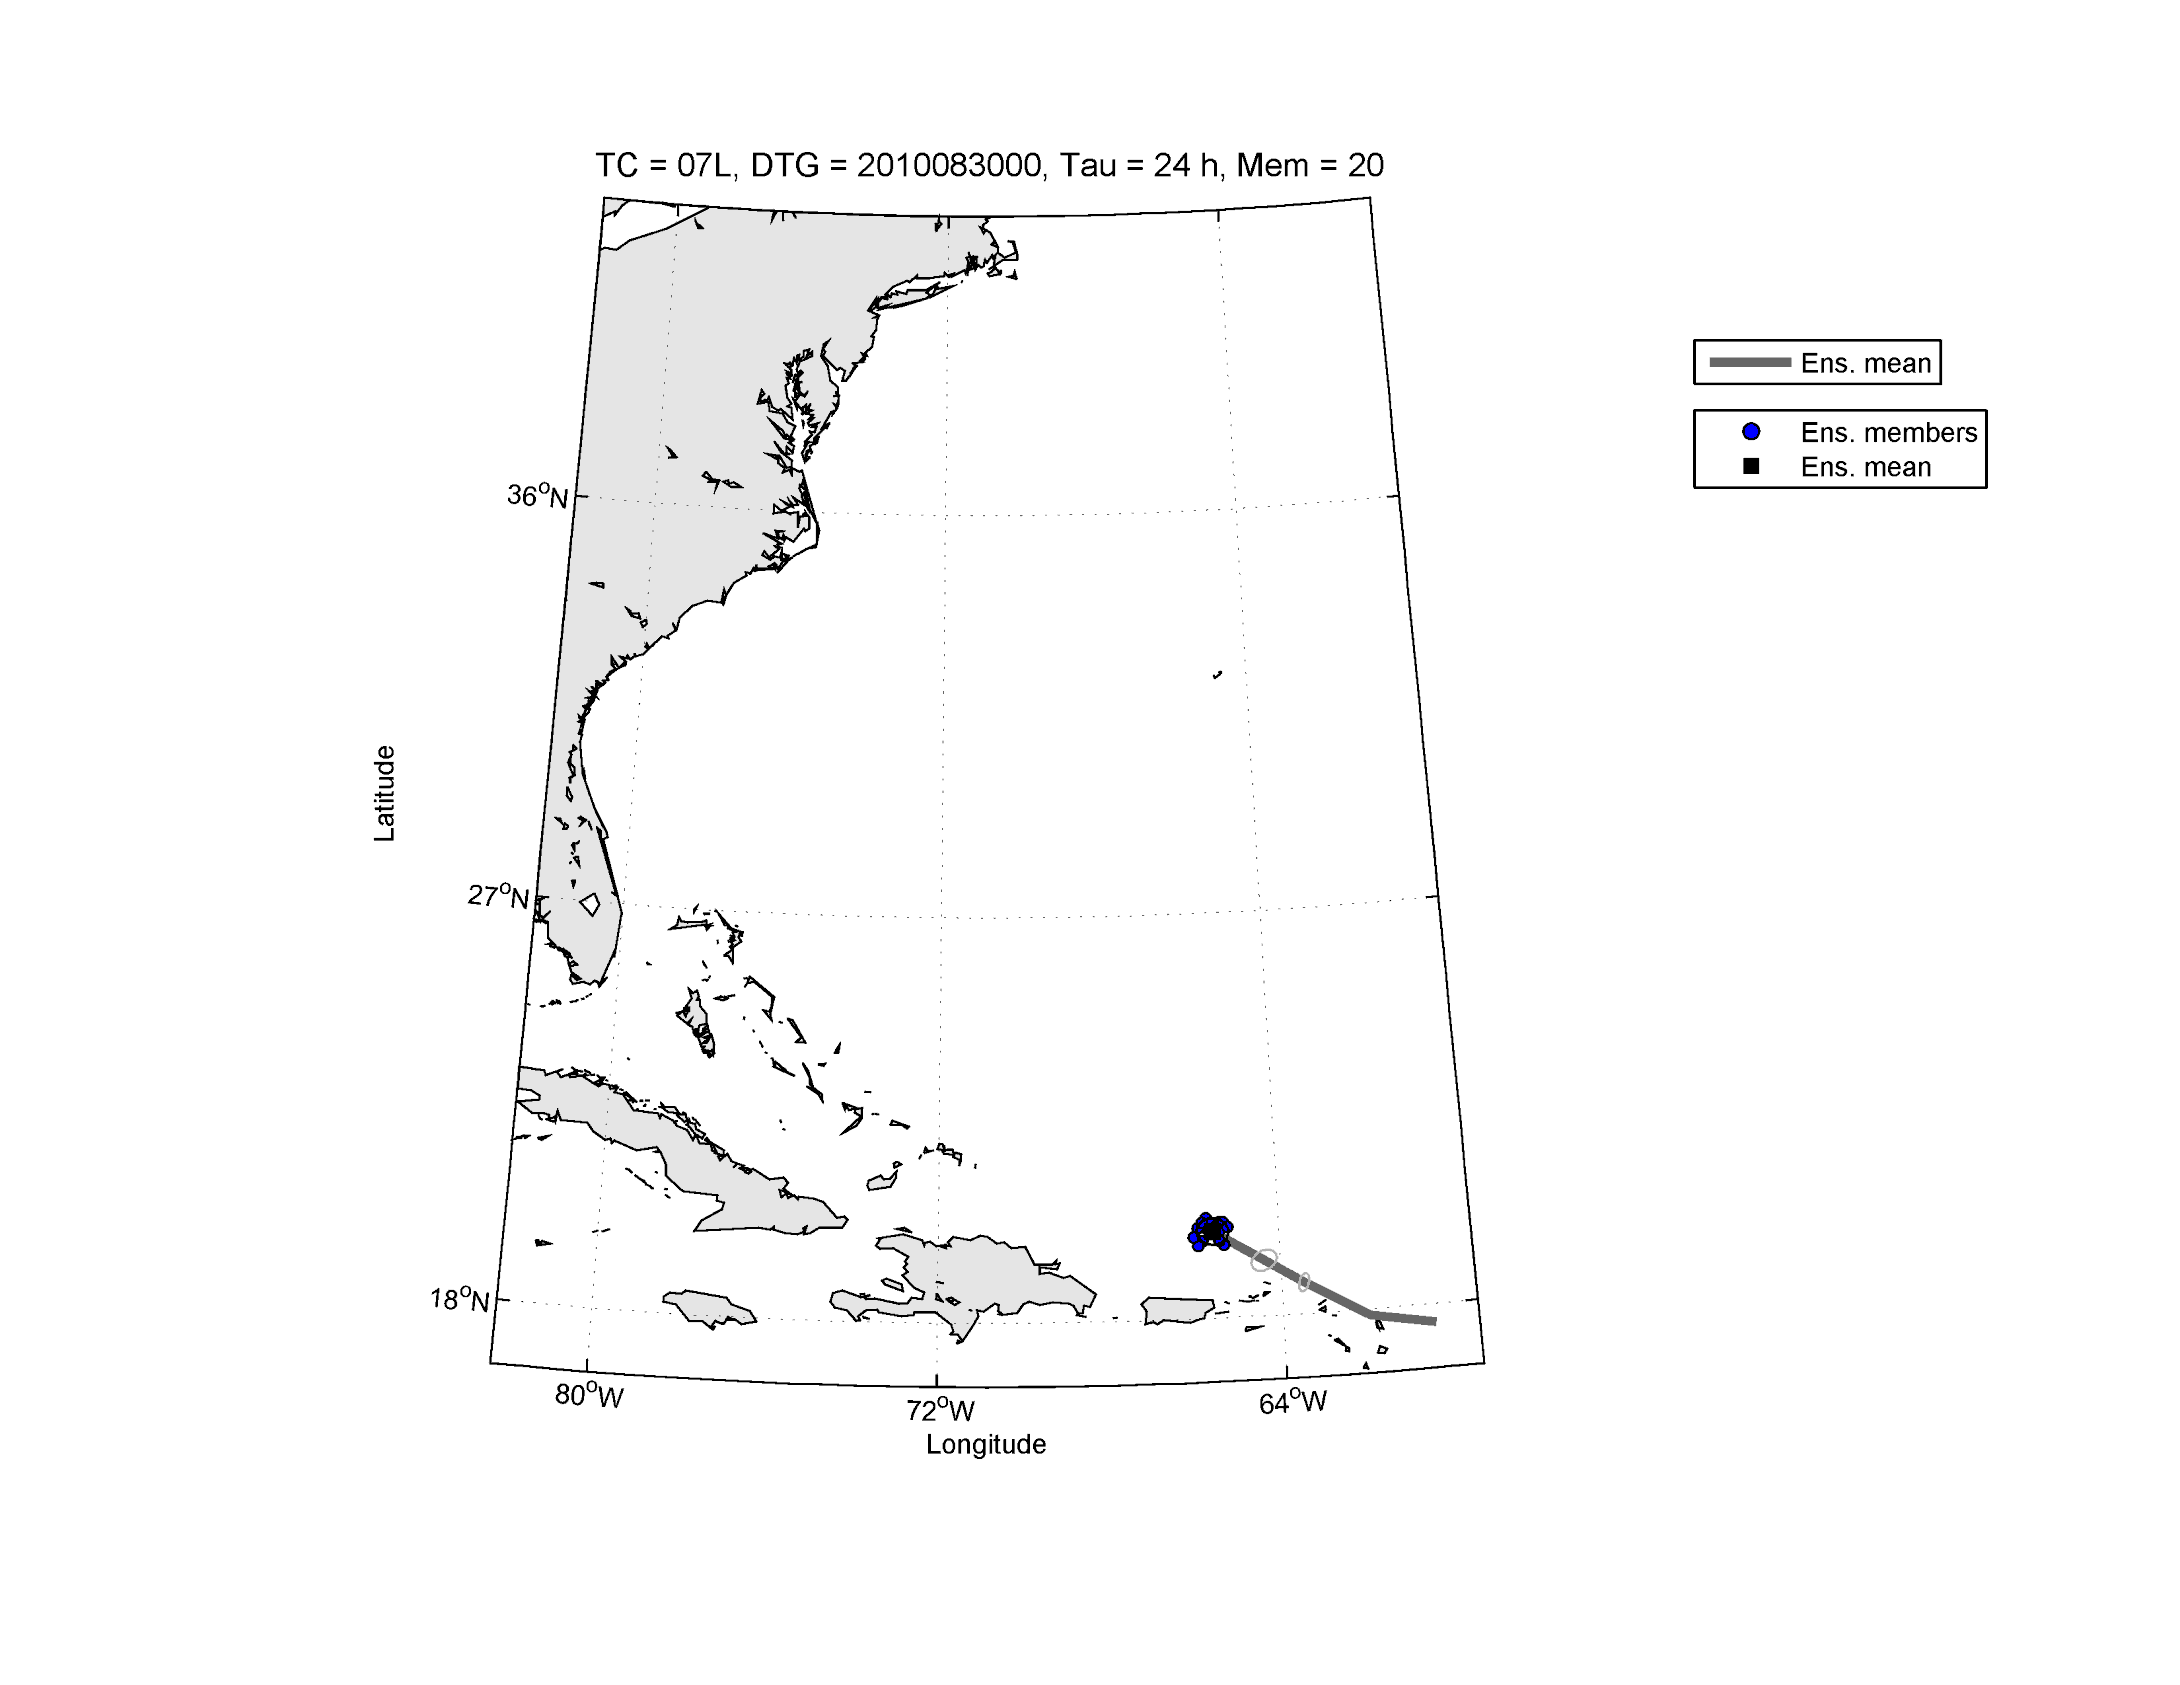 TC = 07L, DTG = 2010083000, Tau = 24 h, Mem = 20
Ens. mean
Ens. members
Ens. mean
36°N
27°N
18°N
Latitude
80°W
72°W
64°W
Longitude